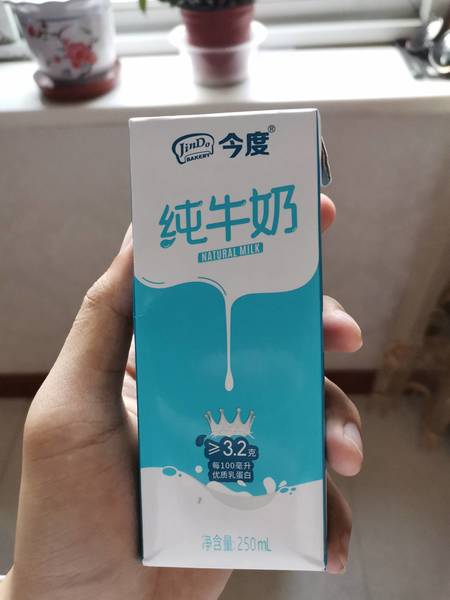 JinDo
BAKERY
今度®
纯牛奶
NATURAL MILK
≥3.2克
每100毫升
优质乳蛋白
净含量:250mL